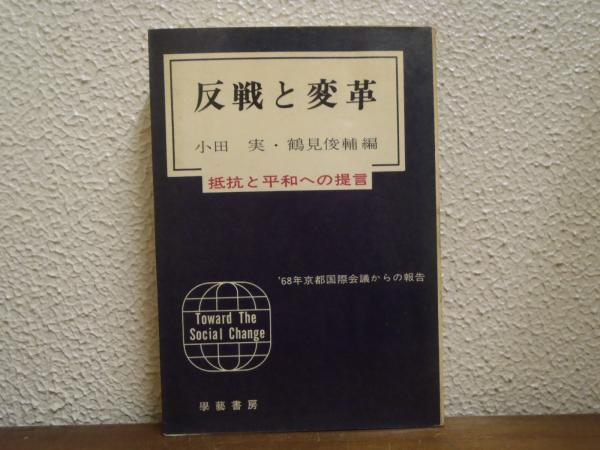 反戦と変革
小田 実・鶴見俊輔編
抵抗と平和への提言
'68年京都国際会議からの報告
Toward The
Social Change
學藝書房